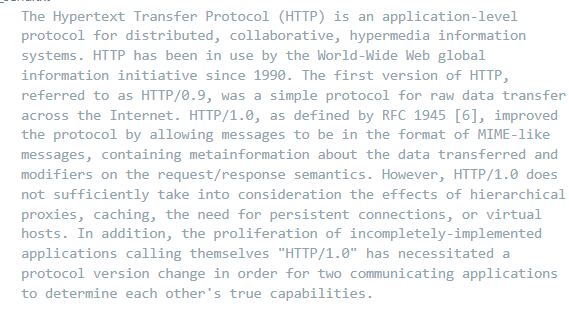 The Hypertext Transfer Protocol (HTTP) is an application-level
protocol for distributed, collaborative, hypermedia information
systems. HTTP has been in use by the World-Wide Web global
information initiative since 1990. The first version of HTTP,
referred to as HTTP/0.9, was a simple protocol for raw data transfer
across the Internet. HTTP/1.0, as defined by RFC 1945 [6], improved
the protocol by allowing messages to be in the format of MIME-like
messages, containing metainformation about the data transferred and
modifiers on the request/response semantics. However, HTTP/1.0 does
not sufficiently take into consideration the effects of hierarchical
proxies, caching, the need for persistent connections, or virtual
hosts. In addition, the proliferation of incompletely-implemented
applications calling themselves "HTTP/1.0" has necessitated a
protocol version change in order for two communicating applications
to determine each other's true capabilities.